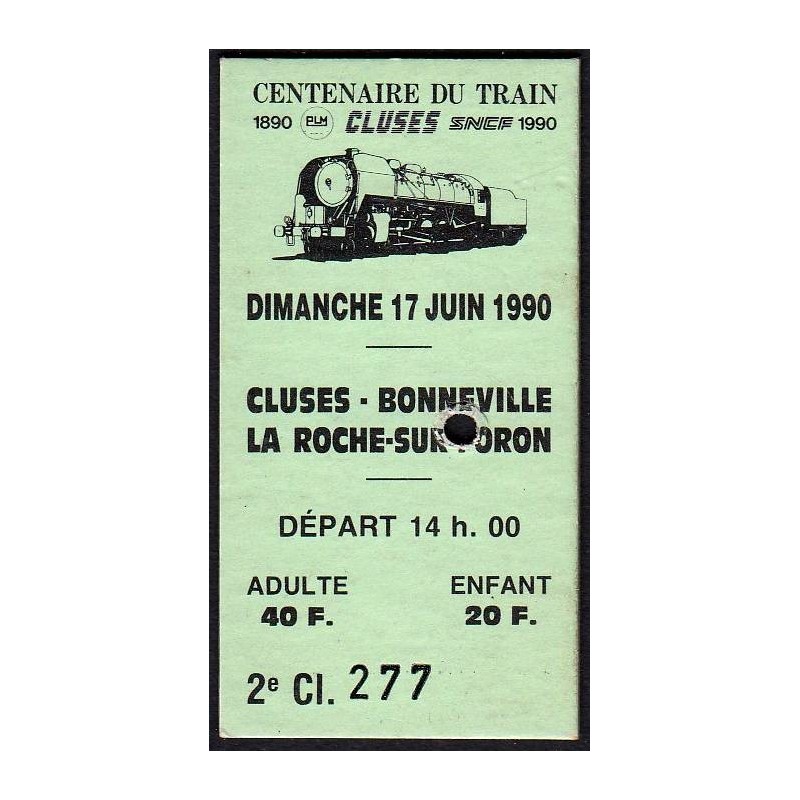 CENTENAIRE DU TRAIN
1890 PLM CLUSES SNCF 1990
DIMANCHE 17 JUIN 1990
CLUSES - BONNEVILLE
LA ROCHE-SUR-FORON
DÉPART 14 h. 00
ADULTE ENFANT
40 F. 20 F.
2e Cl. 277